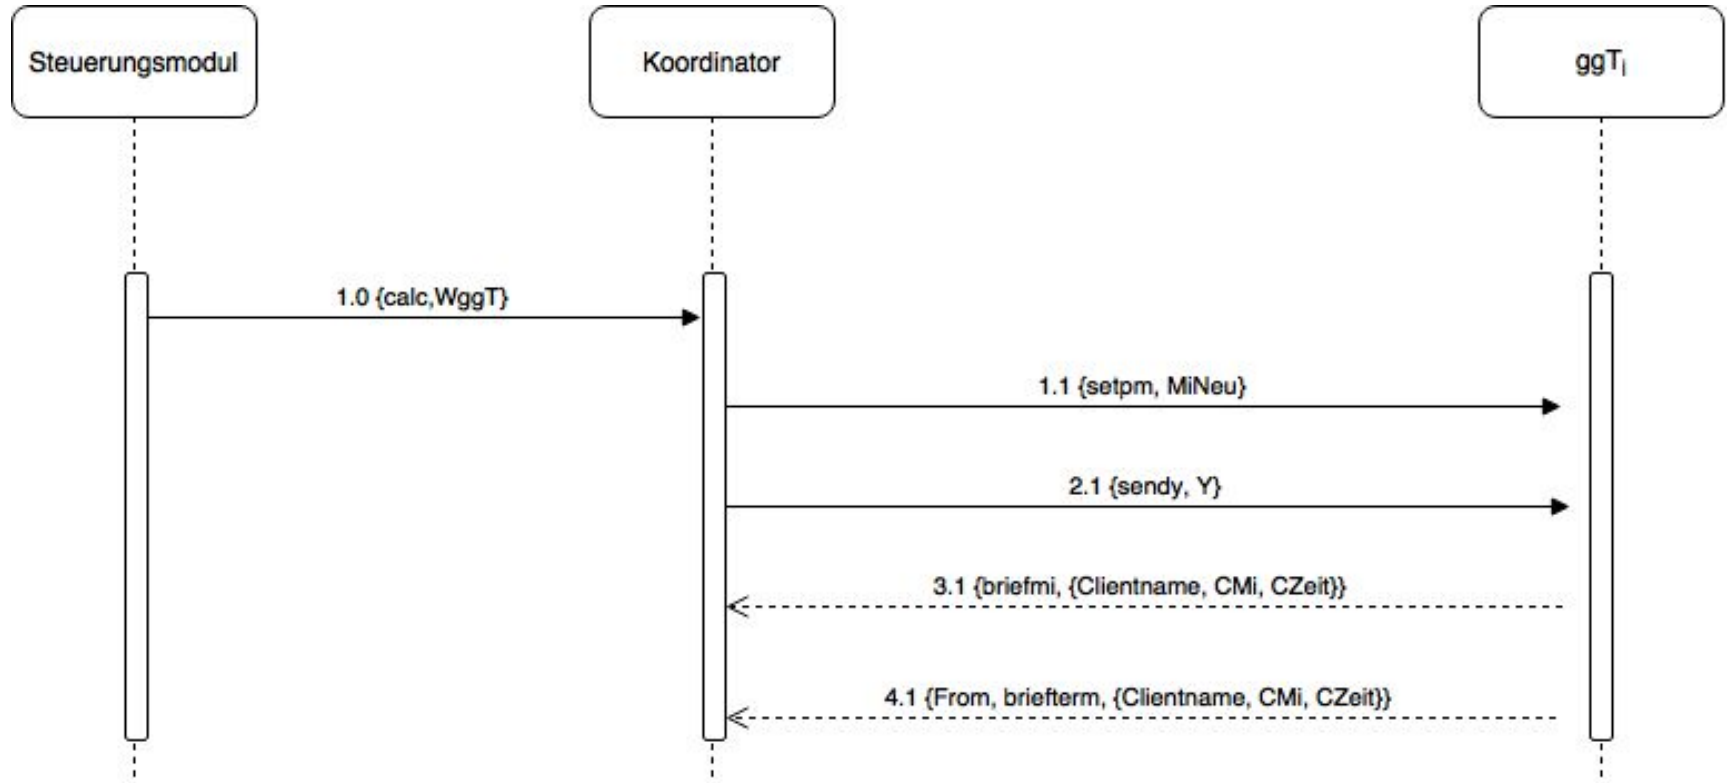 Steuerungsmodul
Koordinator
ggTi
1.0 {calc,WggT}
1.1 {setpm, MiNeu}
2.1 {sendy, Y}
3.1 {briefmi, {Clientname, CMi, CZeit}}
4.1 {From, briefterm, {Clientname, CMi, CZeit}}